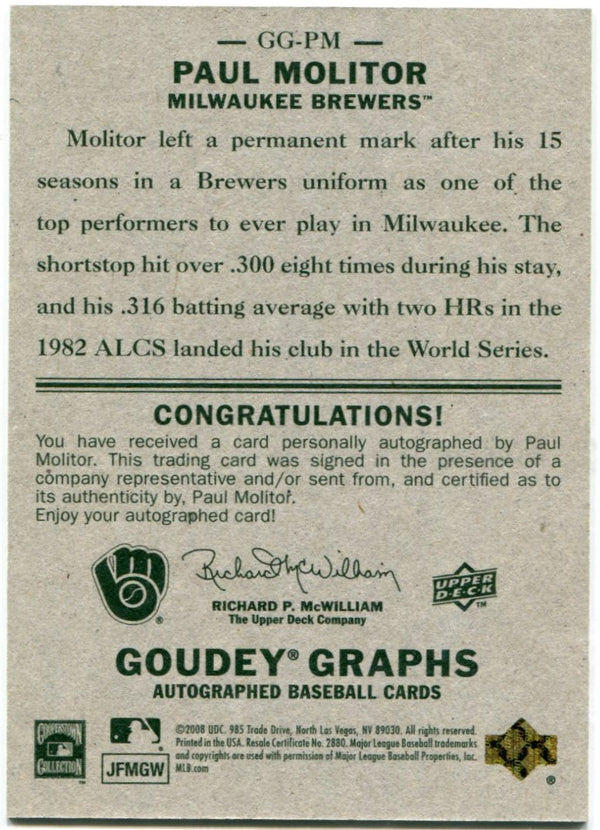 — GG-PM —
PAUL MOLITOR
MILWAUKEE BREWERS™
Molitor left a permanent mark after his 15
seasons in a Brewers uniform as one of the
top performers to ever play in Milwaukee. The
shortstop hit over .300 eight times during his stay,
and his .316 batting average with two HRs in the
1982 ALCS landed his club in the World Series.
CONGRATULATIONS!
You have received a card personally autographed by Paul
Molitor. This trading card was signed in the presence of a
company representative and/or sent from, and certified as to
its authenticity by, Paul Molitor.
Enjoy your autographed card!
®
Richard McWilliam
UPPER
D·E·C·K
™
RICHARD P. McWILLIAM
The Upper Deck Company
GOUDEY® GRAPHS
AUTOGRAPHED BASEBALL CARDS
COOPERSTOWN
COLLECTION
™
JFMGW
©2008 UDC. 985 Trade Drive, North Las Vegas, NV 89030. All rights reserved.
Printed in the USA. Resale Certificate No. 2880. Major League Baseball trademarks
and copyrights are used with permission of Major League Baseball Properties, Inc.
MLB.com
®